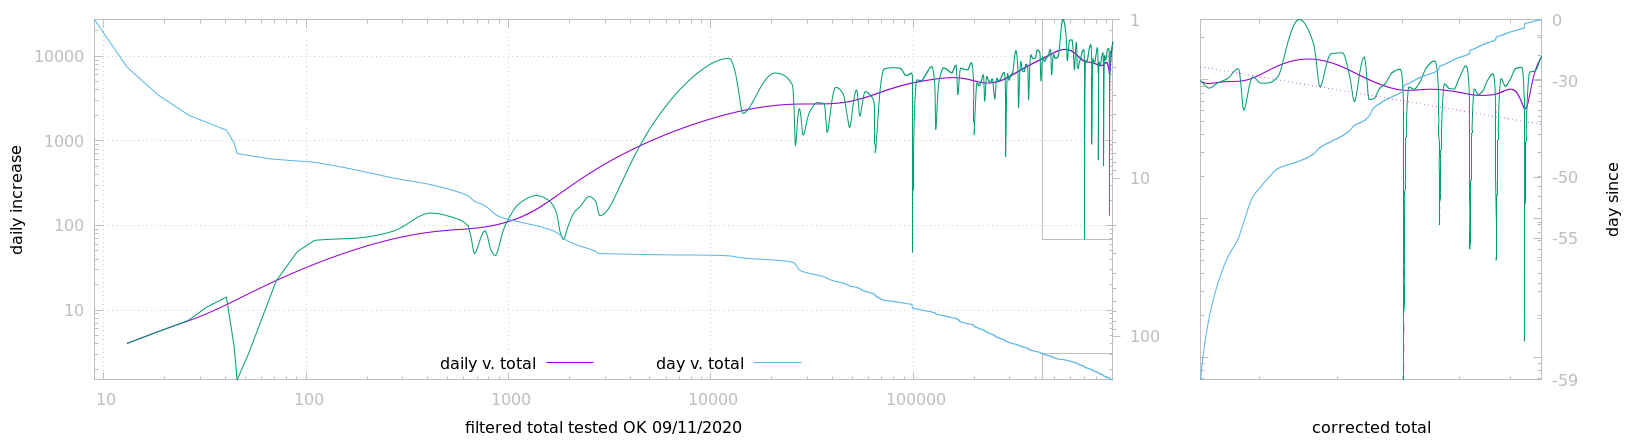 10000
1000
100
10
daily increase
10
100
1000
10000
100000
filtered total tested OK 09/11/2020
daily v. total
day v. total
1
10
100
0
-30
-50
-55
-59
day since
corrected total